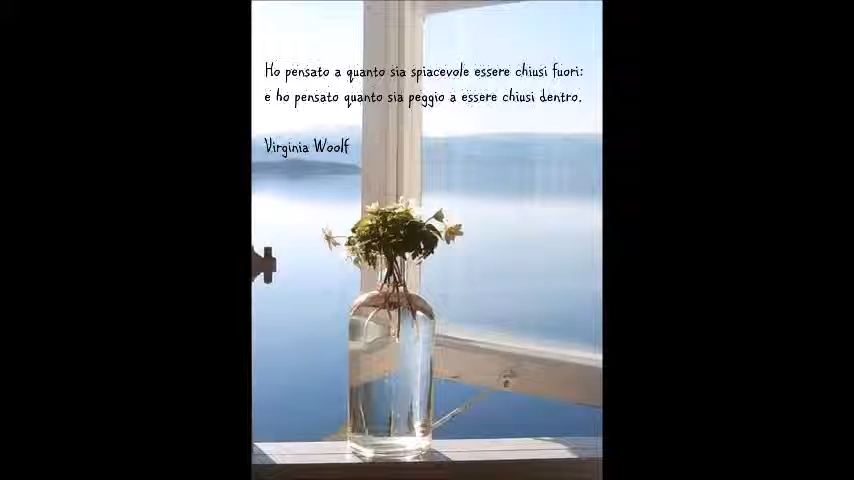 Ho pensato a quanto sia spiacevole essere chiusi fuori:
e ho pensato quanto sia peggio a essere chiusi dentro.
Virginia Woolf